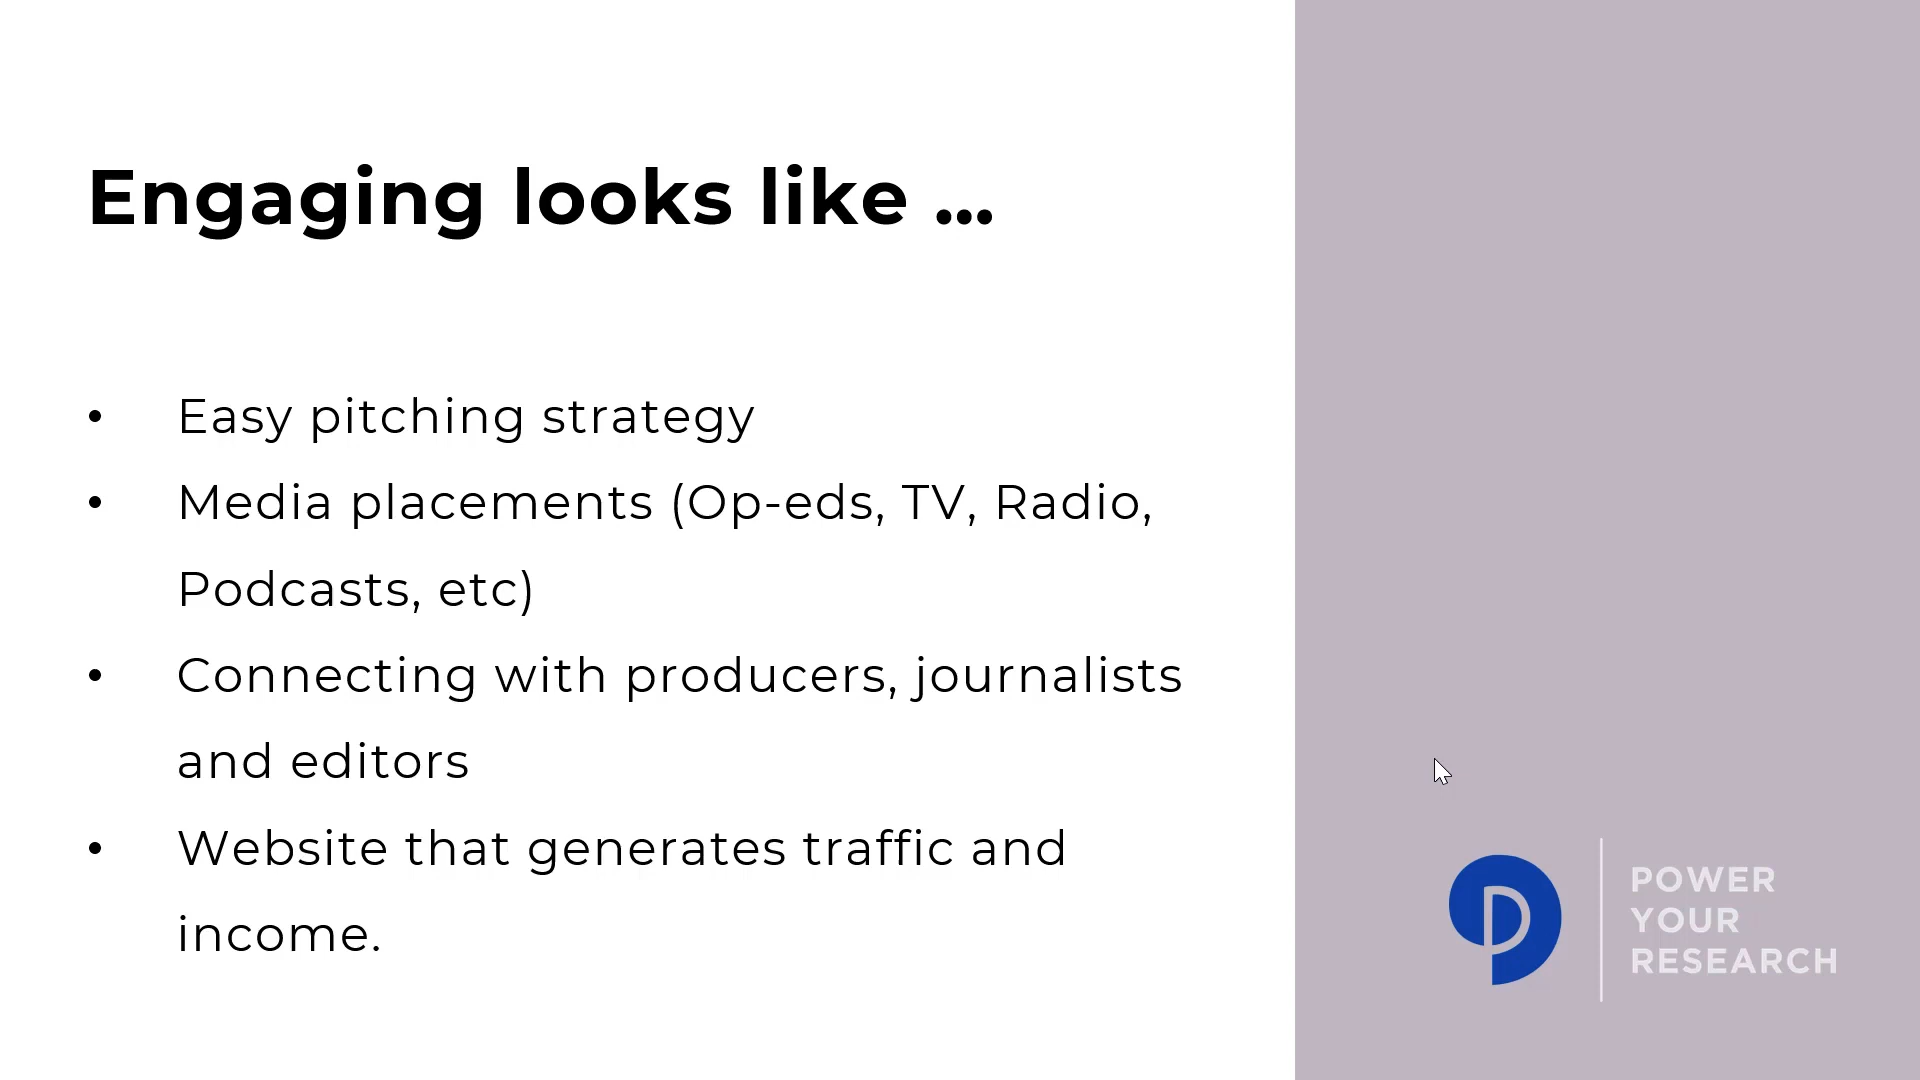 Engaging looks like ...
• Easy pitching strategy
• Media placements (Op-eds, TV, Radio,
Podcasts, etc)
• Connecting with producers, journalists
and editors
• Website that generates traffic and
income.
POWER
YOUR
RESEARCH